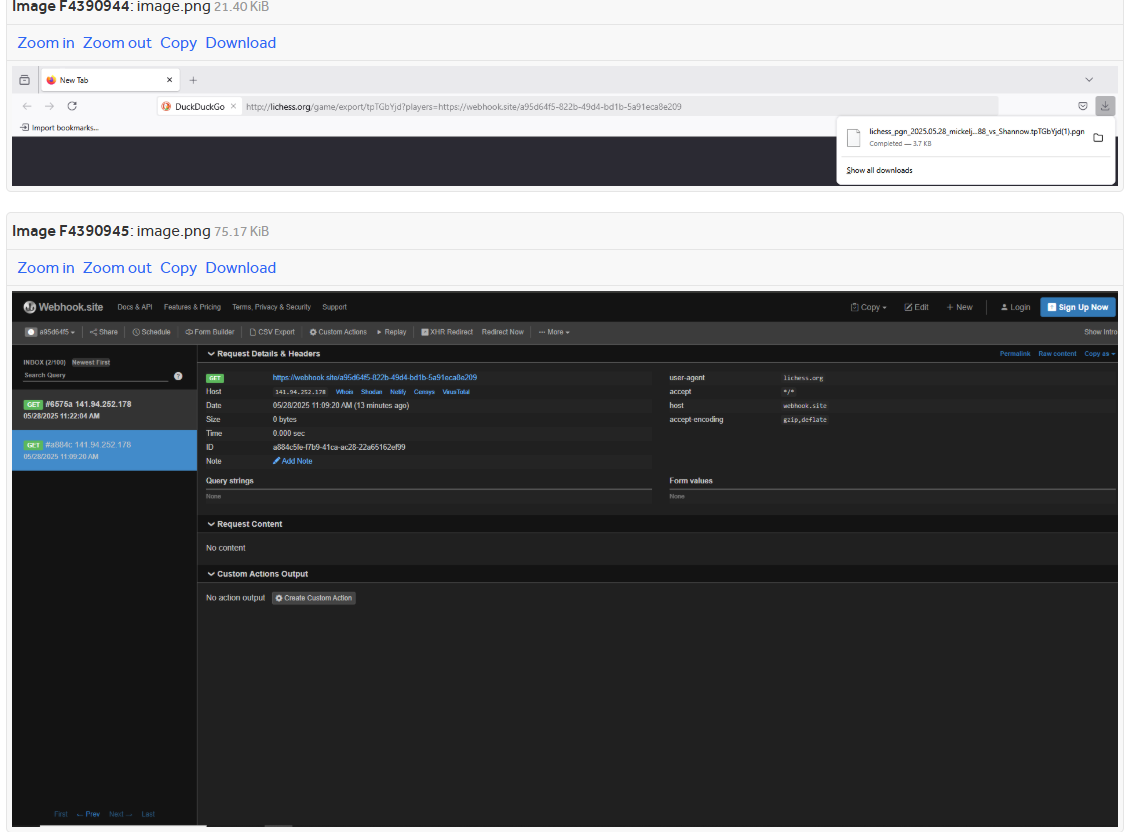 Image F4390944: image.png 21.40 KiB
Zoom in Zoom out Copy Download
New Tab
DuckDuckGo http://lichess.org/game/export/tpTGbYjd?players=https://webhook.site/a95d64f5-822b-49d4-bd1b-5a91eca8e209
Import bookmarks...
lichess_pgn_2025.05.28_mickelj...88_vs_Shannow.tpTGbYjd(1).pgn
Completed — 3.7 KB
Show all downloads
Image F4390945: image.png 75.17 KiB
Zoom in Zoom out Copy Download
Webhook.site Docs & API Features & Pricing Terms, Privacy & Security Support Copy Edit + New Login Sign Up Now
a95d64f5 Share Schedule Form Builder CSV Export Custom Actions Replay XHR Redirect Redirect Now ··· More Show Intro
INBOX (2/100) Newest First
Search Query
GET #6575a 141.94.252.178
05/28/2025 11:22:04 AM
GET #a884c 141.94.252.178
05/28/2025 11:09:20 AM
First ← Prev Next → Last
Request Details & Headers Permalink Raw content Copy as
GET https://webhook.site/a95d64f5-822b-49d4-bd1b-5a91eca8e209
Host 141.94.252.178 Whois Shodan Netify Censys VirusTotal
Date 05/28/2025 11:09:20 AM (13 minutes ago)
Size 0 bytes
Time 0.000 sec
ID a884c5fe-f7b9-41ca-ac28-22a65162ef99
Note Add Note
user-agent lichess.org
accept */*
host webhook.site
accept-encoding gzip,deflate
Query strings
None
Form values
None
Request Content
No content
Custom Actions Output
No action output Create Custom Action